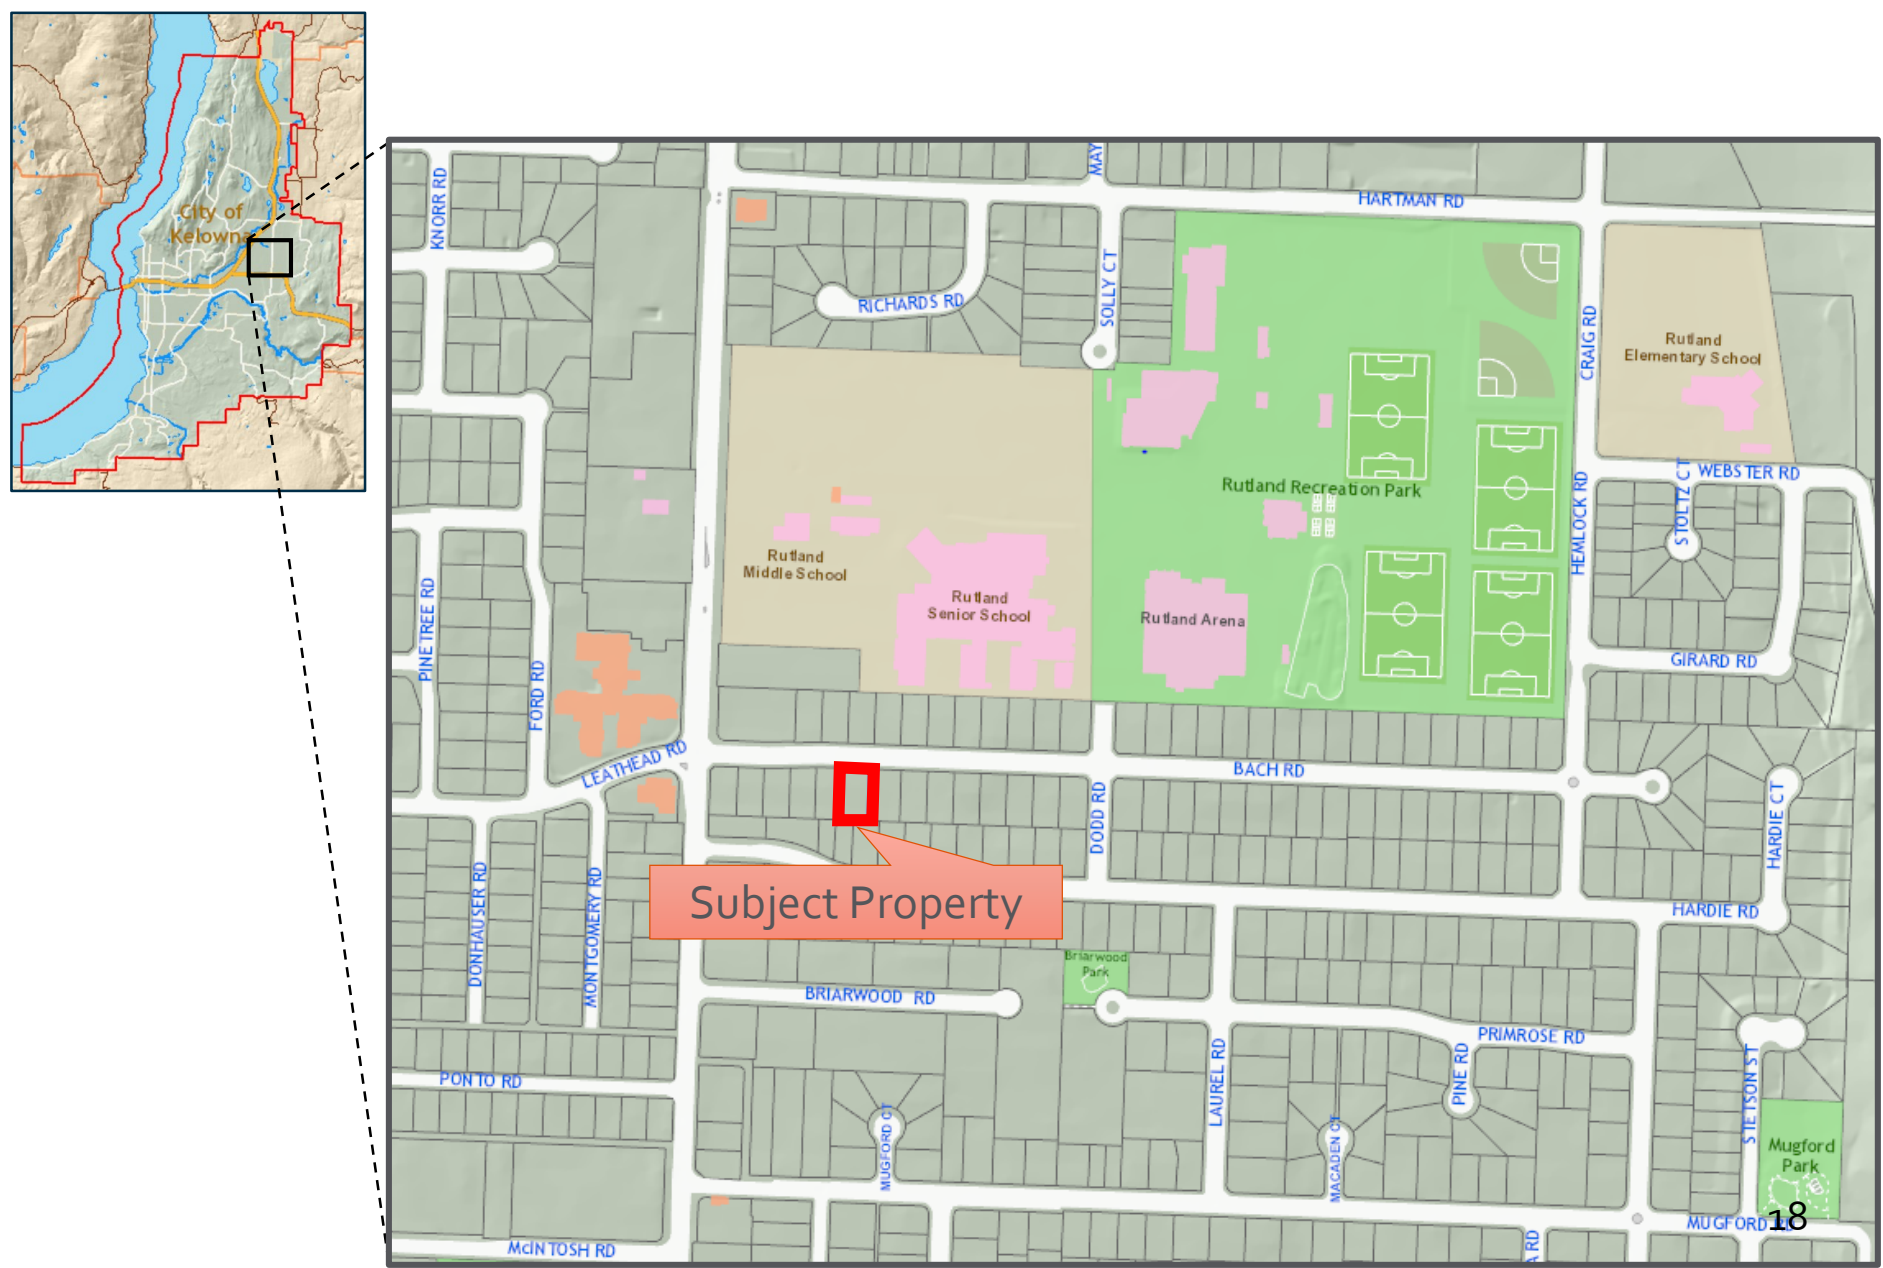 City of
Kelowna
KNORR RD
MAY
HARTMAN RD
RICHARDS RD
SOLLY CT
CRAIG RD
Rutland
Elementary School
WEBSTER RD
STOLTZ CT
HEMLOCK RD
Rutland Recreation Park
Rutland
Middle School
Rutland
Senior School
Rutland Arena
PINETREE RD
FORD RD
GIRARD RD
LEATHEAD RD
BACH RD
DODD RD
HARDIE CT
Subject Property
DONHAUSER RD
MONTGOMERY RD
HARDIE RD
Briarwood
Park
BRIARWOOD RD
PRIMROSE RD
PINE RD
LAUREL RD
STETSON ST
PONTO RD
MUGFORD CT
MACADEN CT
Mugford
Park
18
MUGFORD RD
McINTOSH RD
A RD